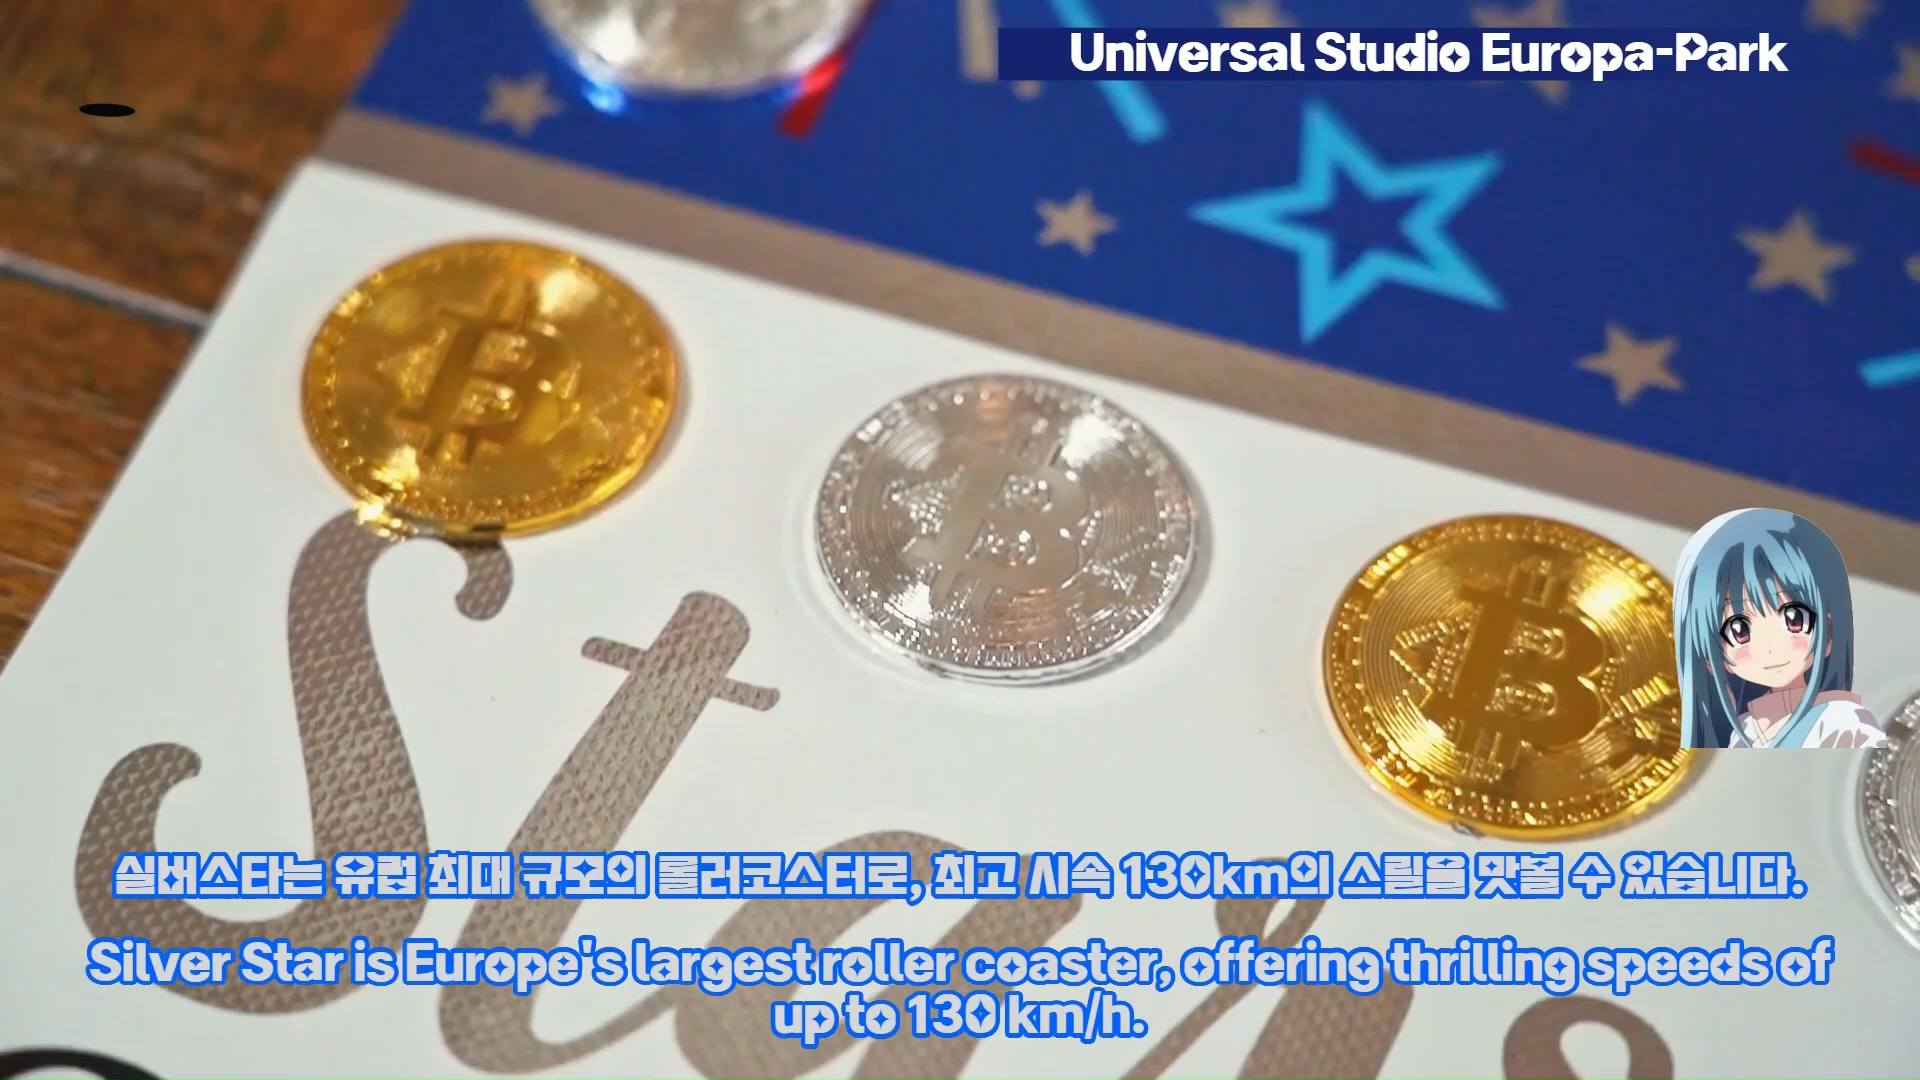 Universal Studio Europa-Park
Stars
실버스타는 유럽 최대 규모의 롤러코스터로, 최고 시속 130km의 스릴을 맛볼 수 있습니다.
Silver Star is Europe's largest roller coaster, offering thrilling speeds of
up to 130 km/h.